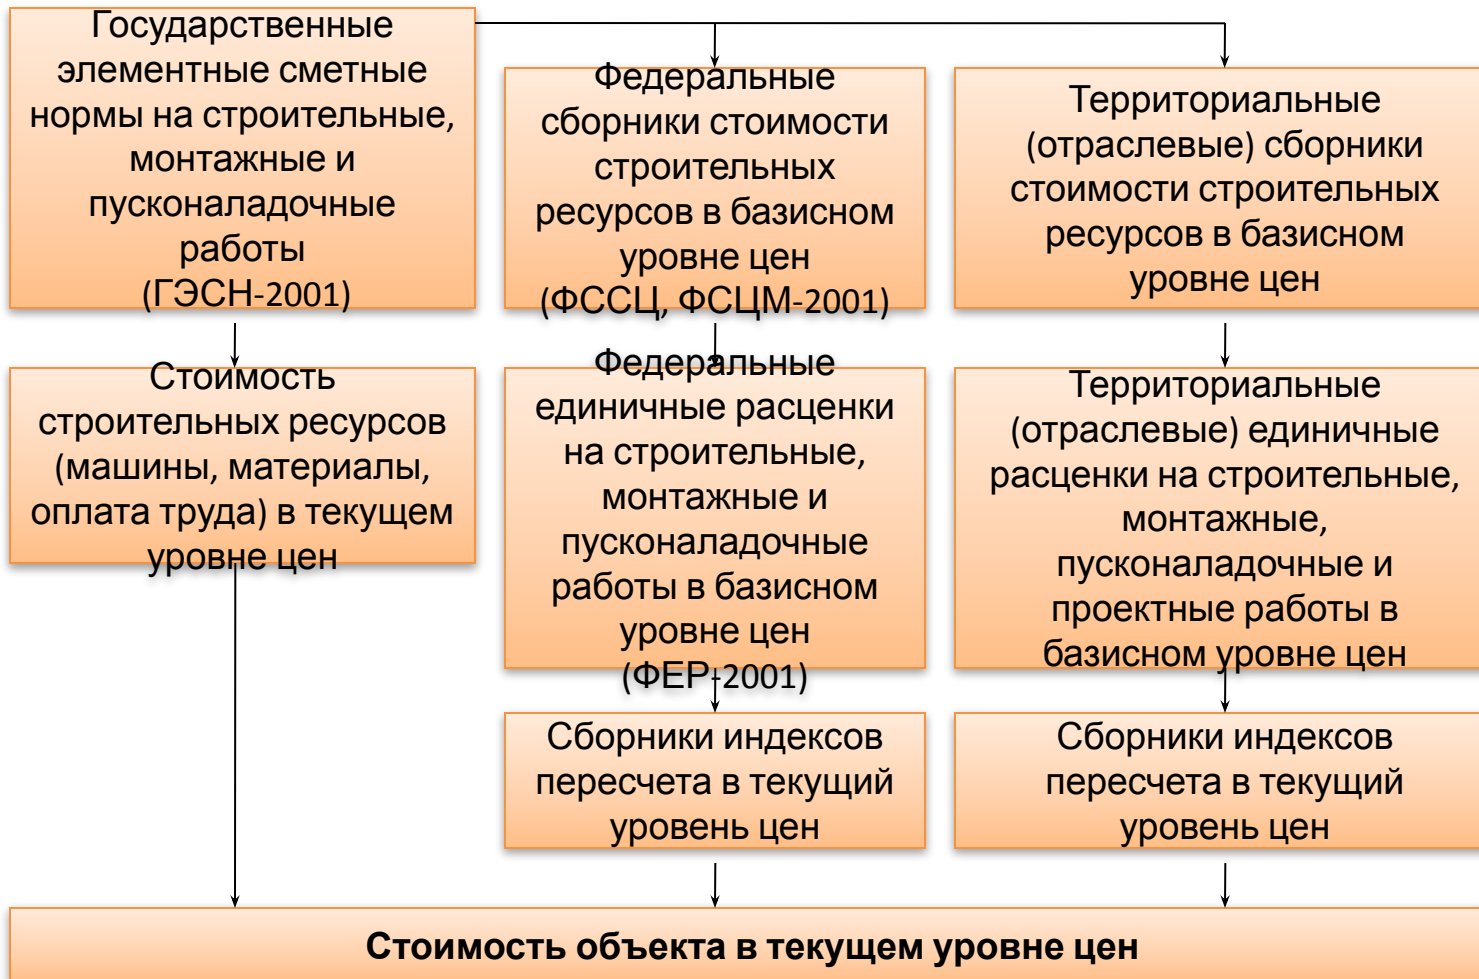 Государственные
элементные сметные
нормы на строительные,
монтажные и
пусконаладочные
работы
(ГЭСН-2001)
Федеральные
сборники стоимости
строительных
ресурсов в базисном
уровне цен
(ФССЦ, ФСЦМ-2001)
Территориальные
(отраслевые) сборники
стоимости строительных
ресурсов в базисном
уровне цен
Стоимость
строительных ресурсов
(машины, материалы,
оплата труда) в текущем
уровне цен
Федеральные
единичные расценки
на строительные,
монтажные и
пусконаладочные
работы в базисном
уровне цен
(ФЕР-2001)
Территориальные
(отраслевые) единичные
расценки на строительные,
монтажные,
пусконаладочные и
проектные работы в
базисном уровне цен
Сборники индексов
пересчета в текущий
уровень цен
Сборники индексов
пересчета в текущий
уровень цен
Стоимость объекта в текущем уровне цен